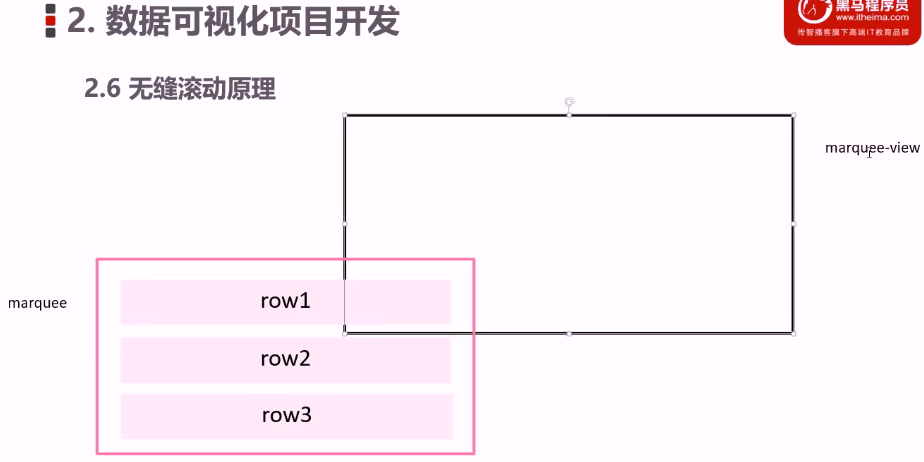 2. 数据可视化项目开发
黑马程序员
www.itheima.com
传智播客旗下高端IT教育品牌
2.6 无缝滚动原理
marquee-view
marquee
row1
row2
row3